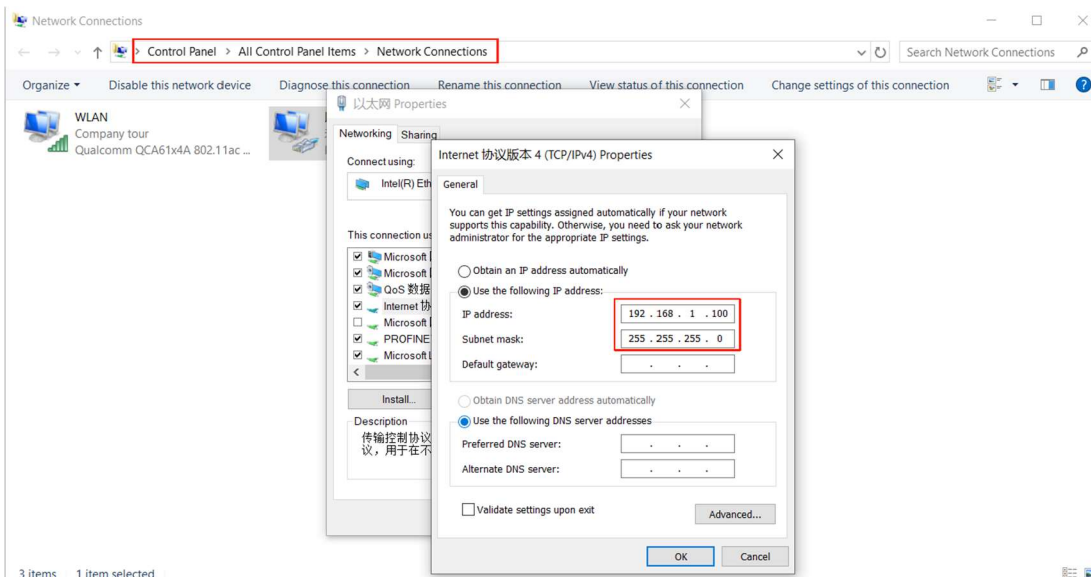 Network Connections
Control Panel > All Control Panel Items > Network Connections
Search Network Connections
Organize
Disable this network device
Diagnose this connection
Rename this connection
View status of this connection
Change settings of this connection
WLAN
Company tour
Qualcomm QCA61x4A 802.11ac ...
以太网 Properties
Networking
Sharing
Connect using:
Intel(R) Eth
This connection us
Microsoft
Microsoft
QoS 数据
Internet 协
Microsoft
PROFINE
Microsoft L
Install...
Description
传输控制协议
议，用于在不
Internet 协议版本 4 (TCP/IPv4) Properties
General
You can get IP settings assigned automatically if your network
supports this capability. Otherwise, you need to ask your network
administrator for the appropriate IP settings.
Obtain an IP address automatically
Use the following IP address:
IP address:
192 . 168 . 1 . 100
Subnet mask:
255 . 255 . 255 . 0
Default gateway:
. . .
Obtain DNS server address automatically
Use the following DNS server addresses
Preferred DNS server:
. . .
Alternate DNS server:
. . .
Validate settings upon exit
Advanced...
OK
Cancel
3 items
1 item selected